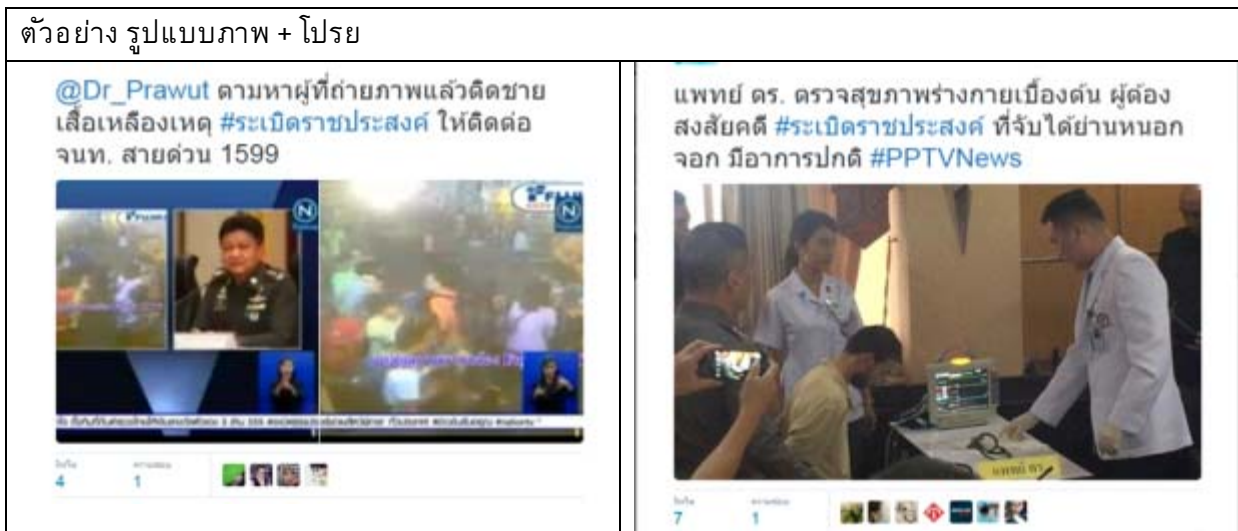 ตัวอย่าง รูปแบบภาพ + โปรย
@Dr_Prawut ตามหาผู้ที่ถ่ายภาพแล้วติดชาย
เสื้อเหลืองเหตุ #ระเบิดราชประสงค์ ให้ติดต่อ
จนท. สายด่วน 1599
4 1
แพทย์ ตร. ตรวจสุขภาพร่างกายเบื้องต้น ผู้ต้อง
สงสัยคดี #ระเบิดราชประสงค์ ที่จับได้ย่านหนอก
จอก มีอาการปกติ #PPTVNews
แพทย์ ตร
7 1